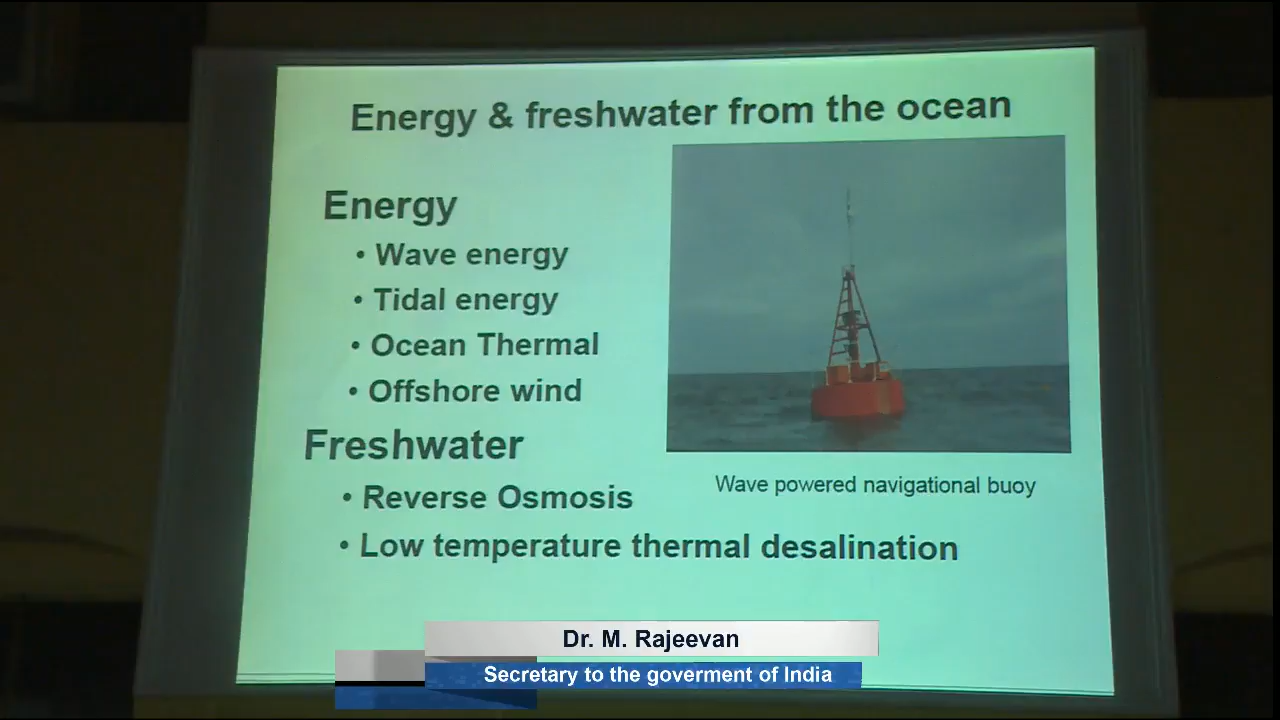 Energy & freshwater from the ocean
Energy
• Wave energy
• Tidal energy
• Ocean Thermal
• Offshore wind
Freshwater
• Reverse Osmosis
• Low temperature thermal desalination
Wave powered navigational buoy
Dr. M. Rajeevan
Secretary to the goverment of India